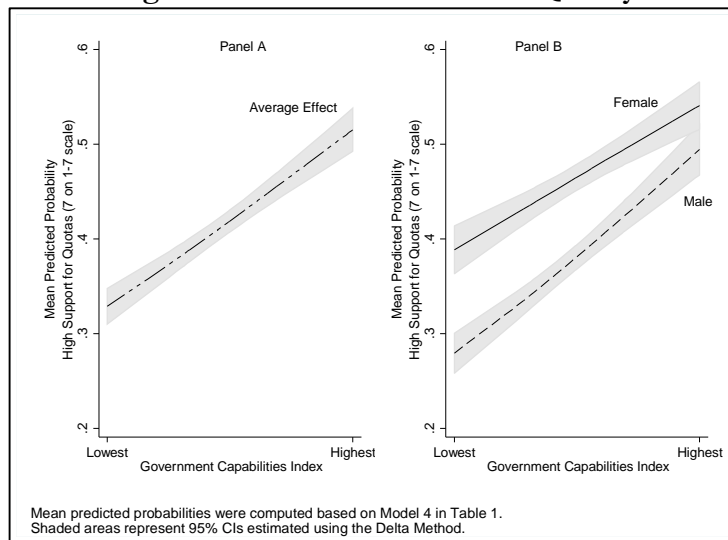 Panel A
Average Effect
Mean Predicted Probability
High Support for Quotas (7 on 1-7 scale)
.6
.5
.4
.3
.2
Lowest
Highest
Government Capabilities Index
Panel B
Female
Male
Mean Predicted Probability
High Support for Quotas (7 on 1-7 scale)
.6
.5
.4
.3
.2
Lowest
Highest
Government Capabilities Index
Mean predicted probabilities were computed based on Model 4 in Table 1.
Shaded areas represent 95% CIs estimated using the Delta Method.